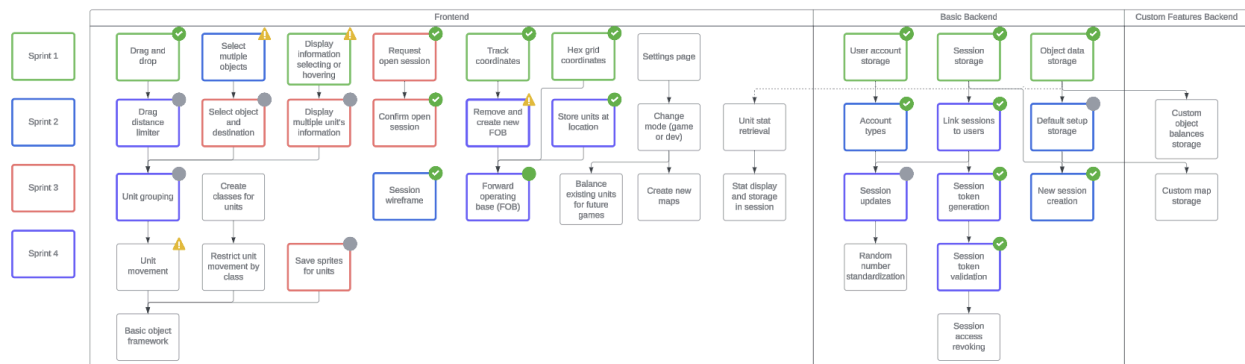 Frontend
Basic Backend
Custom Features Backend
Sprint 1
Drag and
drop
Select
mutliple
objects
Display
information
selecting or
hovering
Request
open session
Track
coordinates
Hex grid
coordinates
Settings page
User account
storage
Session
storage
Object data
storage
Sprint 2
Drag
distance
limiter
Select object
and
destination
Display
multiple unit's
information
Confirm open
session
Remove and
create new
FOB
Store units at
location
Change
mode (game
or dev)
Unit stat
retrieval
Account
types
Link sessions
to users
Default setup
storage
Custom
object
balances
storage
Sprint 3
Unit grouping
Create
classes for
units
Session
wireframe
Forward
operating
base (FOB)
Balance
existing units
for future
games
Create new
maps
Stat display
and storage
in session
Session
updates
Session
token
generation
New session
creation
Custom map
storage
Sprint 4
Unit
movement
Restrict unit
movement by
class
Save sprites
for units
Random
number
standardization
Session
token
validation
Basic object
framework
Session
access
revoking